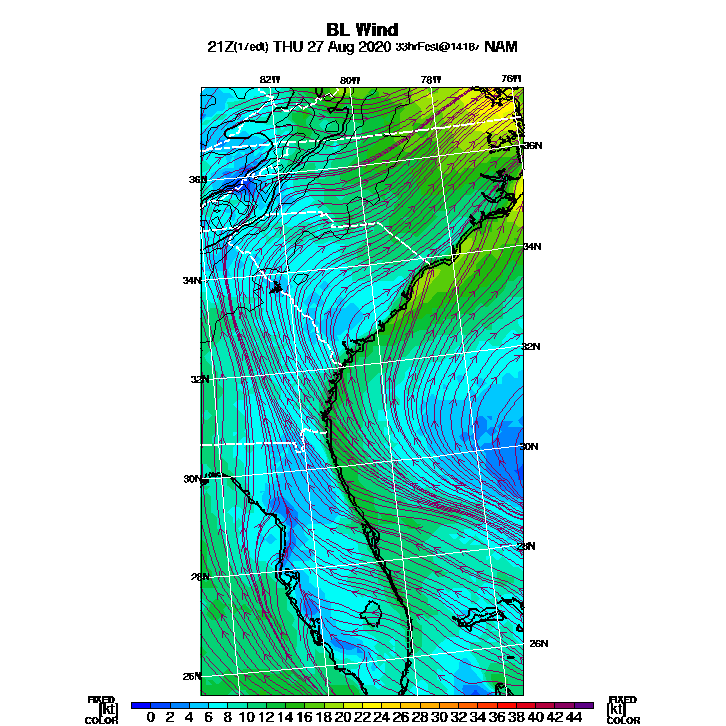 BL Wind
21Z(17edt) THU 27 Aug 2020 33hrFcst@1418z NAM
82W 80W 78W 76W
36N
36N
34N
34N
32N
32N
30N
30N
28N
28N
26N
26N
FIXED FIXED
[kt] 0 2 4 6 8 10 12 14 16 18 20 22 24 26 28 30 32 34 36 38 40 42 44 [kt]
COLOR COLOR